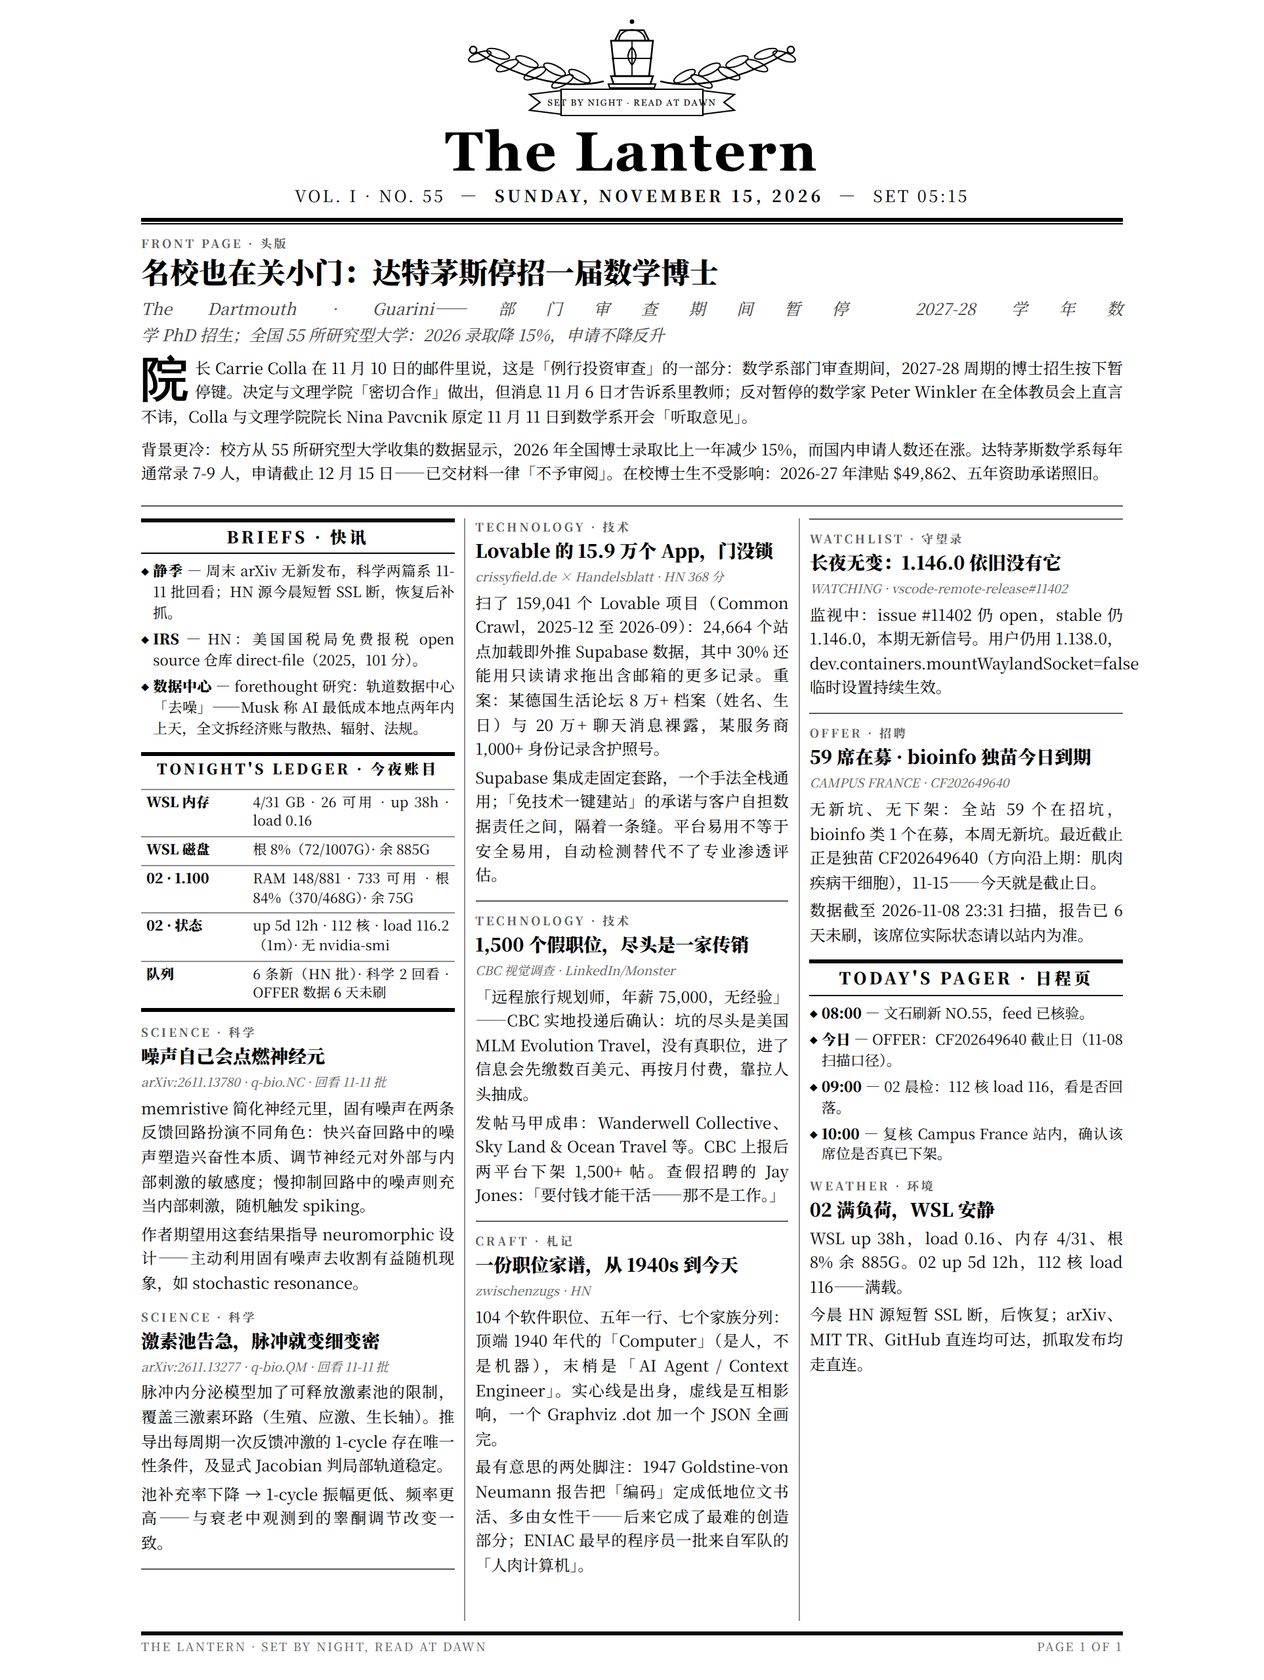 SET BY NIGHT · READ AT DAWN
The Lantern
VOL. I · NO. 55 — SUNDAY, NOVEMBER 15, 2026 — SET 05:15
FRONT PAGE · 头版
名校也在关小门：达特茅斯停招一届数学博士
The Dartmouth · Guarini—— 部门审查期间暂停 2027-28 学年数
学 PhD 招生；全国 55 所研究型大学：2026 录取降 15%，申请不降反升
院长 Carrie Colla 在 11 月 10 日的邮件里说，这是「例行投资审查」的一部分：数学系部门审查期间，2027-28 周期的博士招生按下暂
停键。决定与文理学院「密切合作」做出，但消息 11 月 6 日才告诉系里教师；反对暂停的数学家 Peter Winkler 在全体教员会上直言
不讳，Colla 与文理学院院长 Nina Pavcnik 原定 11 月 11 日到数学系开会「听取意见」。
背景更冷：校方从 55 所研究型大学收集的数据显示，2026 年全国博士录取比上一年减少 15%，而国内申请人数还在涨。达特茅斯数学系每年
通常录 7-9 人，申请截止 12 月 15 日——已交材料一律「不予审阅」。在校博士生不受影响：2026-27 年津贴 $49,862、五年资助承诺照旧。
BRIEFS · 快讯
◆ 静季 — 周末 arXiv 无新发布，科学两篇系 11-
11 批回看；HN 源今晨短暂 SSL 断，恢复后补
抓。
◆ IRS — HN：美国国税局免费报税 open
source 仓库 direct-file（2025，101 分）。
◆ 数据中心 — forethought 研究：轨道数据中心
「去噪」——Musk 称 AI 最低成本地点两年内
上天，全文拆经济账与散热、辐射、法规。
TONIGHT'S LEDGER · 今夜账目
WSL 内存 4/31 GB · 26 可用 · up 38h ·
load 0.16
WSL 磁盘 根 8%（72/1007G）· 余 885G
02 · 1.100 RAM 148/881 · 733 可用 · 根
84%（370/468G）· 余 75G
02 · 状态 up 5d 12h · 112 核 · load 116.2
（1m）· 无 nvidia-smi
队列 6 条新（HN 批）· 科学 2 回看 ·
OFFER 数据 6 天未刷
SCIENCE · 科学
噪声自己会点燃神经元
arXiv:2611.13780 · q-bio.NC · 回看 11-11 批
memristive 简化神经元里，固有噪声在两条
反馈回路扮演不同角色：快兴奋回路中的噪
声塑造兴奋性本质、调节神经元对外部与内
部刺激的敏感度；慢抑制回路中的噪声则充
当内部刺激，随机触发 spiking。
作者期望用这套结果指导 neuromorphic 设
计——主动利用固有噪声去收割有益随机现
象，如 stochastic resonance。
SCIENCE · 科学
激素池告急，脉冲就变细变密
arXiv:2611.13277 · q-bio.QM · 回看 11-11 批
脉冲内分泌模型加了可释放激素池的限制，
覆盖三激素环路（生殖、应激、生长轴）。推
导出每周期一次反馈冲激的 1-cycle 存在唯一
性条件，及显式 Jacobian 判局部轨道稳定。
池补充率下降 → 1-cycle 振幅更低、频率更
高——与衰老中观测到的睾酮调节改变一
致。
TECHNOLOGY · 技术
Lovable 的 15.9 万个 App，门没锁
crissyfield.de × Handelsblatt · HN 368 分
扫了 159,041 个 Lovable 项目（Common
Crawl，2025-12 至 2026-09）：24,664 个站
点加载即外推 Supabase 数据，其中 30% 还
能用只读请求拖出含邮箱的更多记录。重
案：某德国生活论坛 8 万+ 档案（姓名、生
日）与 20 万+ 聊天消息裸露，某服务商
1,000+ 身份记录含护照号。
Supabase 集成走固定套路，一个手法全栈通
用；「免技术一键建站」的承诺与客户自担数
据责任之间，隔着一条缝。平台易用不等于
安全易用，自动检测替代不了专业渗透评
估。
TECHNOLOGY · 技术
1,500 个假职位，尽头是一家传销
CBC 视觉调查 · LinkedIn/Monster
「远程旅行规划师，年薪 75,000，无经验」
——CBC 实地投递后确认：坑的尽头是美国
MLM Evolution Travel，没有真职位，进了
信息会先缴数百美元、再按月付费，靠拉人
头抽成。
发帖马甲成串：Wanderwell Collective、
Sky Land & Ocean Travel 等。CBC 上报后
两平台下架 1,500+ 帖。查假招聘的 Jay
Jones：「要付钱才能干活——那不是工作。」
CRAFT · 札记
一份职位家谱，从 1940s 到今天
zwischenzugs · HN
104 个软件职位、五年一行、七个家族分列：
顶端 1940 年代的「Computer」（是人，不
是机器），末梢是「AI Agent / Context
Engineer」。实心线是出身，虚线是互相影
响，一个 Graphviz .dot 加一个 JSON 全画
完。
最有意思的两处脚注：1947 Goldstine-von
Neumann 报告把「编码」定成低地位文书
活、多由女性干——后来它成了最难的创造
部分；ENIAC 最早的程序员一批来自军队的
「人肉计算机」。
WATCHLIST · 守望录
长夜无变：1.146.0 依旧没有它
WATCHING · vscode-remote-release#11402
监视中：issue #11402 仍 open，stable 仍
1.146.0，本期无新信号。用户仍用 1.138.0，
dev.containers.mountWaylandSocket=false
临时设置持续生效。
OFFER · 招聘
59 席在募 · bioinfo 独苗今日到期
CAMPUS FRANCE · CF202649640
无新坑、无下架：全站 59 个在招坑，
bioinfo 类 1 个在募，本周无新坑。最近截止
正是独苗 CF202649640（方向沿上期：肌肉
疾病干细胞），11-15——今天就是截止日。
数据截至 2026-11-08 23:31 扫描，报告已 6
天未刷，该席位实际状态请以站内为准。
TODAY'S PAGER · 日程页
◆ 08:00 — 文石刷新 NO.55，feed 已核验。
◆ 今日 — OFFER：CF202649640 截止日（11-08
扫描口径）。
◆ 09:00 — 02 晨检：112 核 load 116，看是否回
落。
◆ 10:00 — 复核 Campus France 站内，确认该
席位是否真已下架。
WEATHER · 环境
02 满负荷，WSL 安静
WSL up 38h，load 0.16、内存 4/31、根
8% 余 885G。02 up 5d 12h，112 核 load
116——满载。
今晨 HN 源短暂 SSL 断，后恢复；arXiv、
MIT TR、GitHub 直连均可达，抓取发布均
走直连。
THE LANTERN · SET BY NIGHT, READ AT DAWN
PAGE 1 OF 1